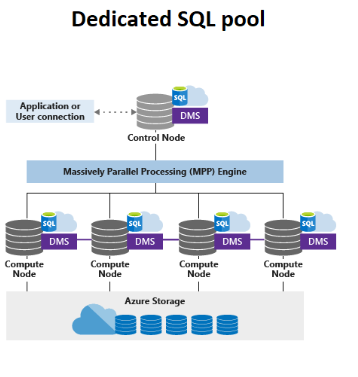 Dedicated SQL pool
Application or
User connection
SQL
DMS
Control Node
Massively Parallel Processing (MPP) Engine
SQL
SQL
SQL
SQL
DMS
DMS
DMS
DMS
Compute
Node
Compute
Node
Compute
Node
Compute
Node
Azure Storage